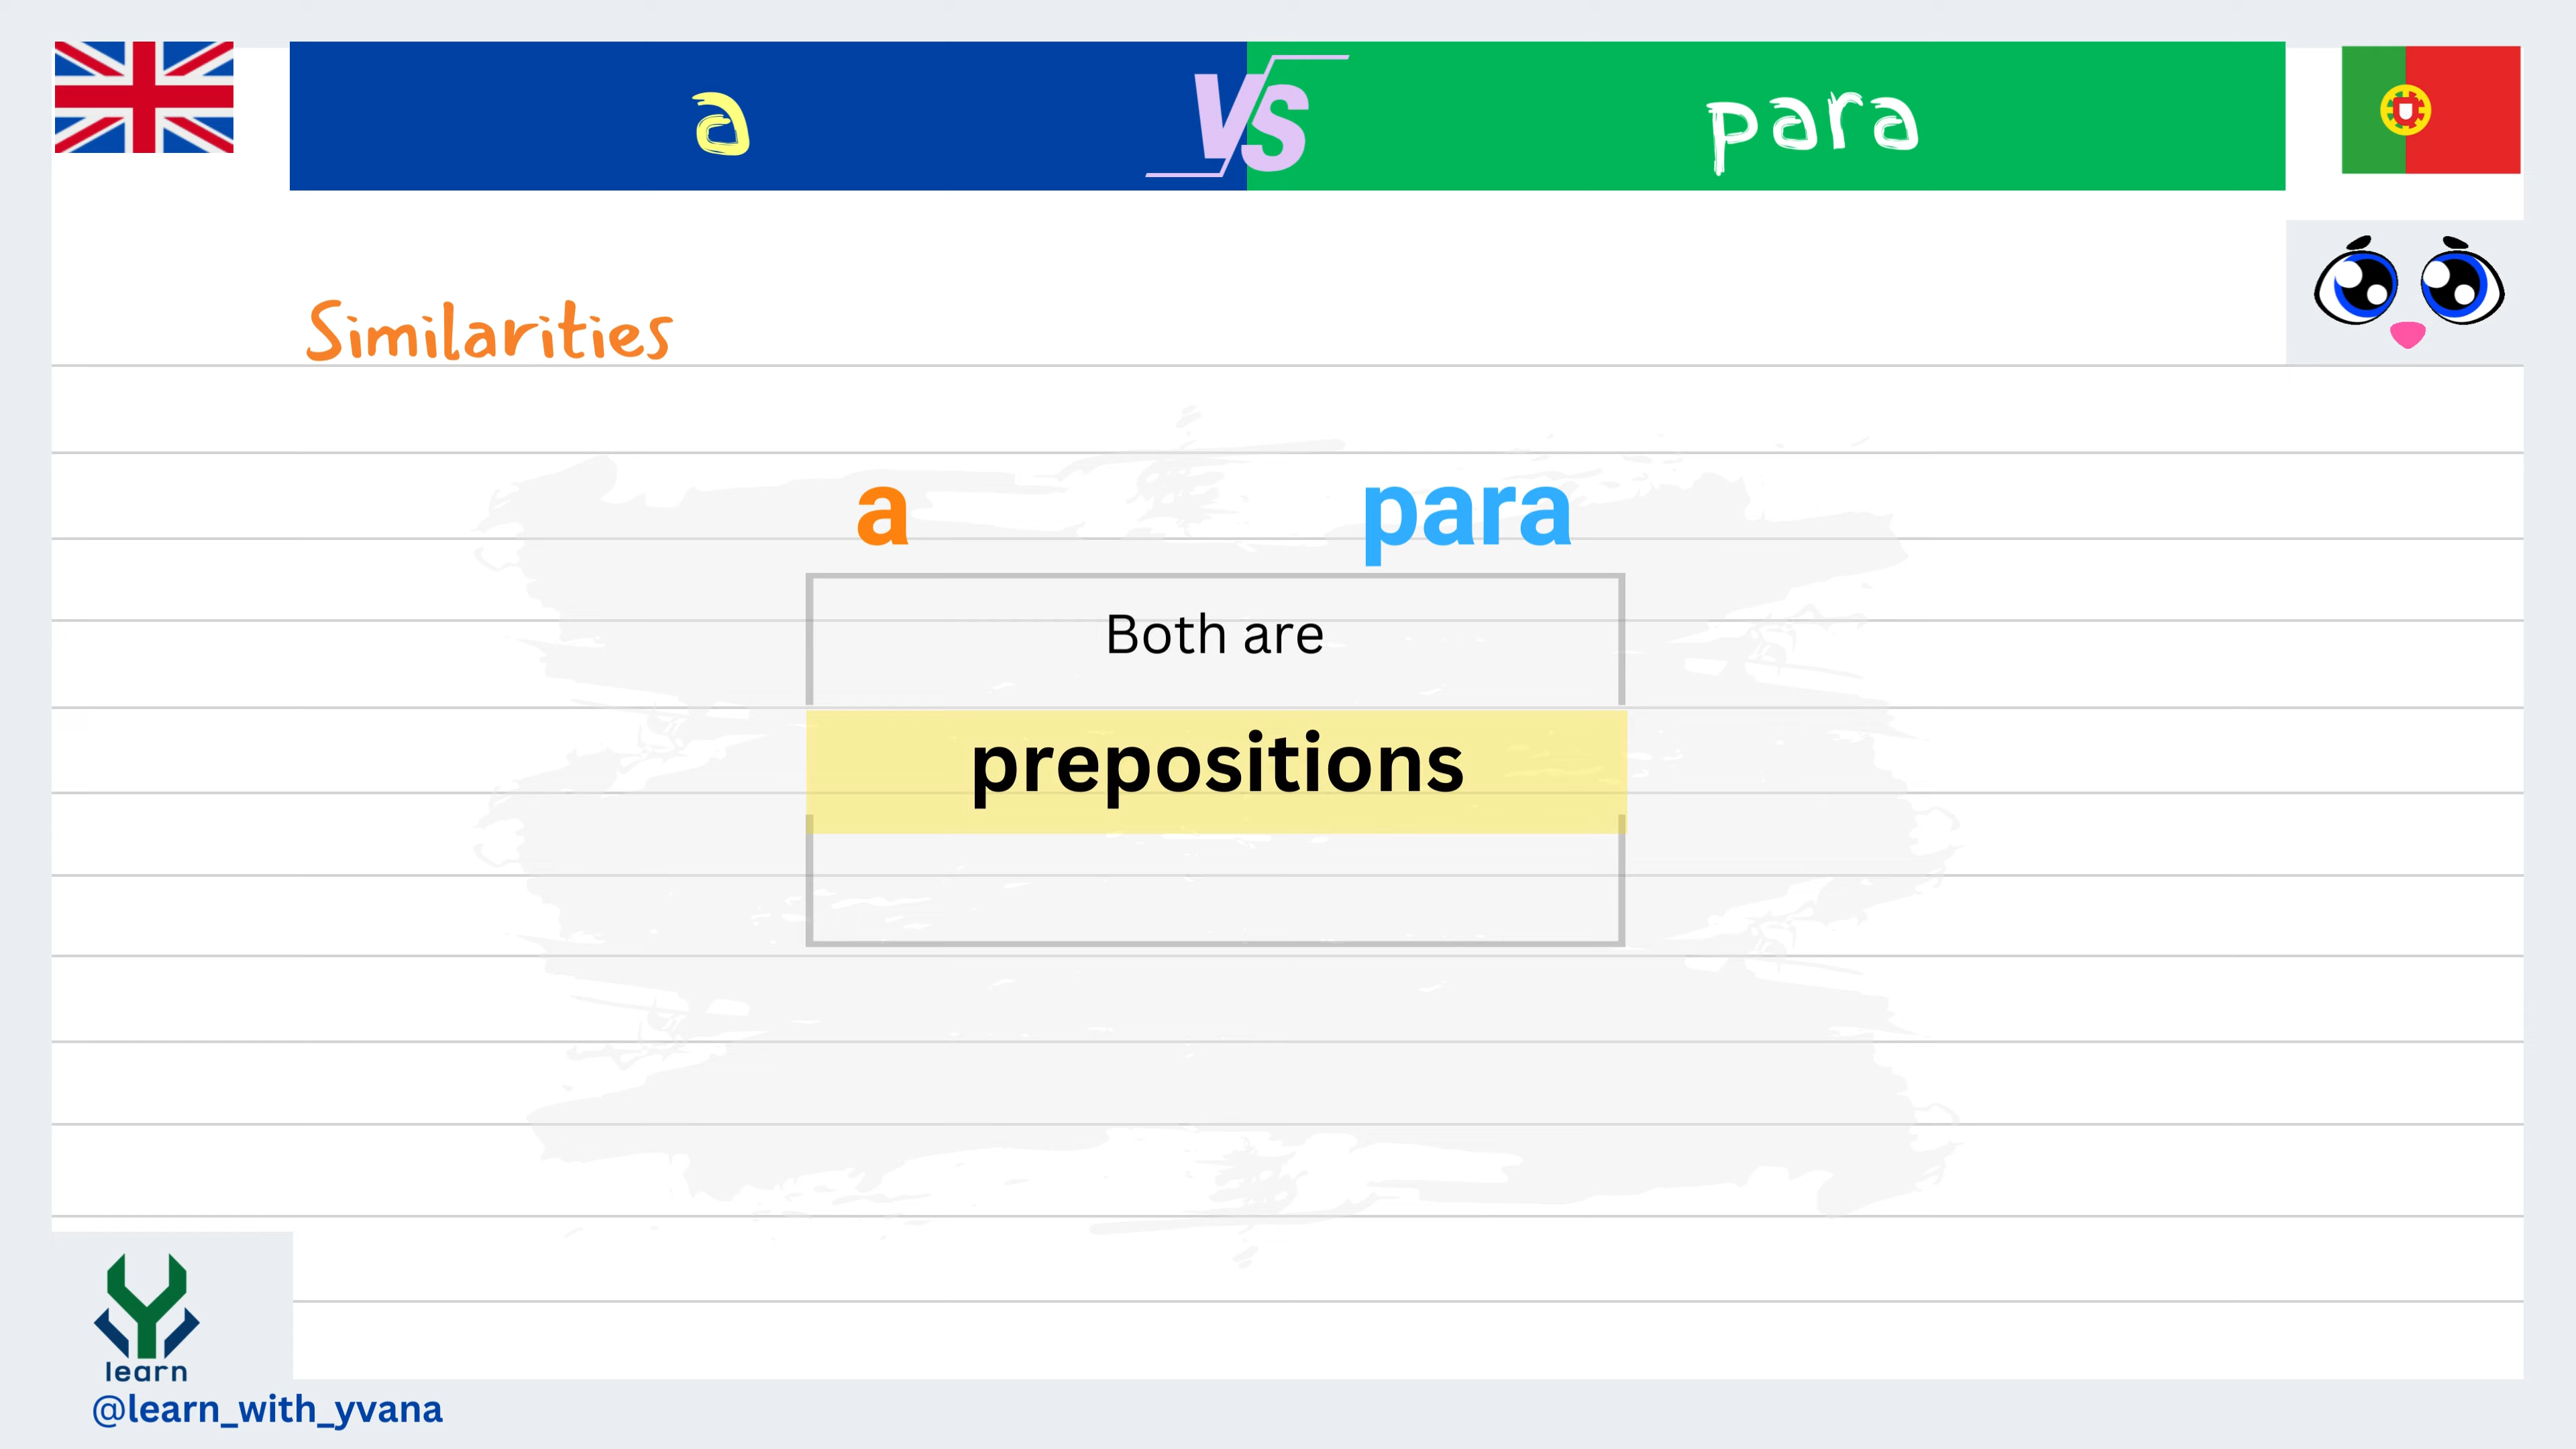 a VS para
Similarities
a para
Both are
prepositions
learn
@learn_with_yvana